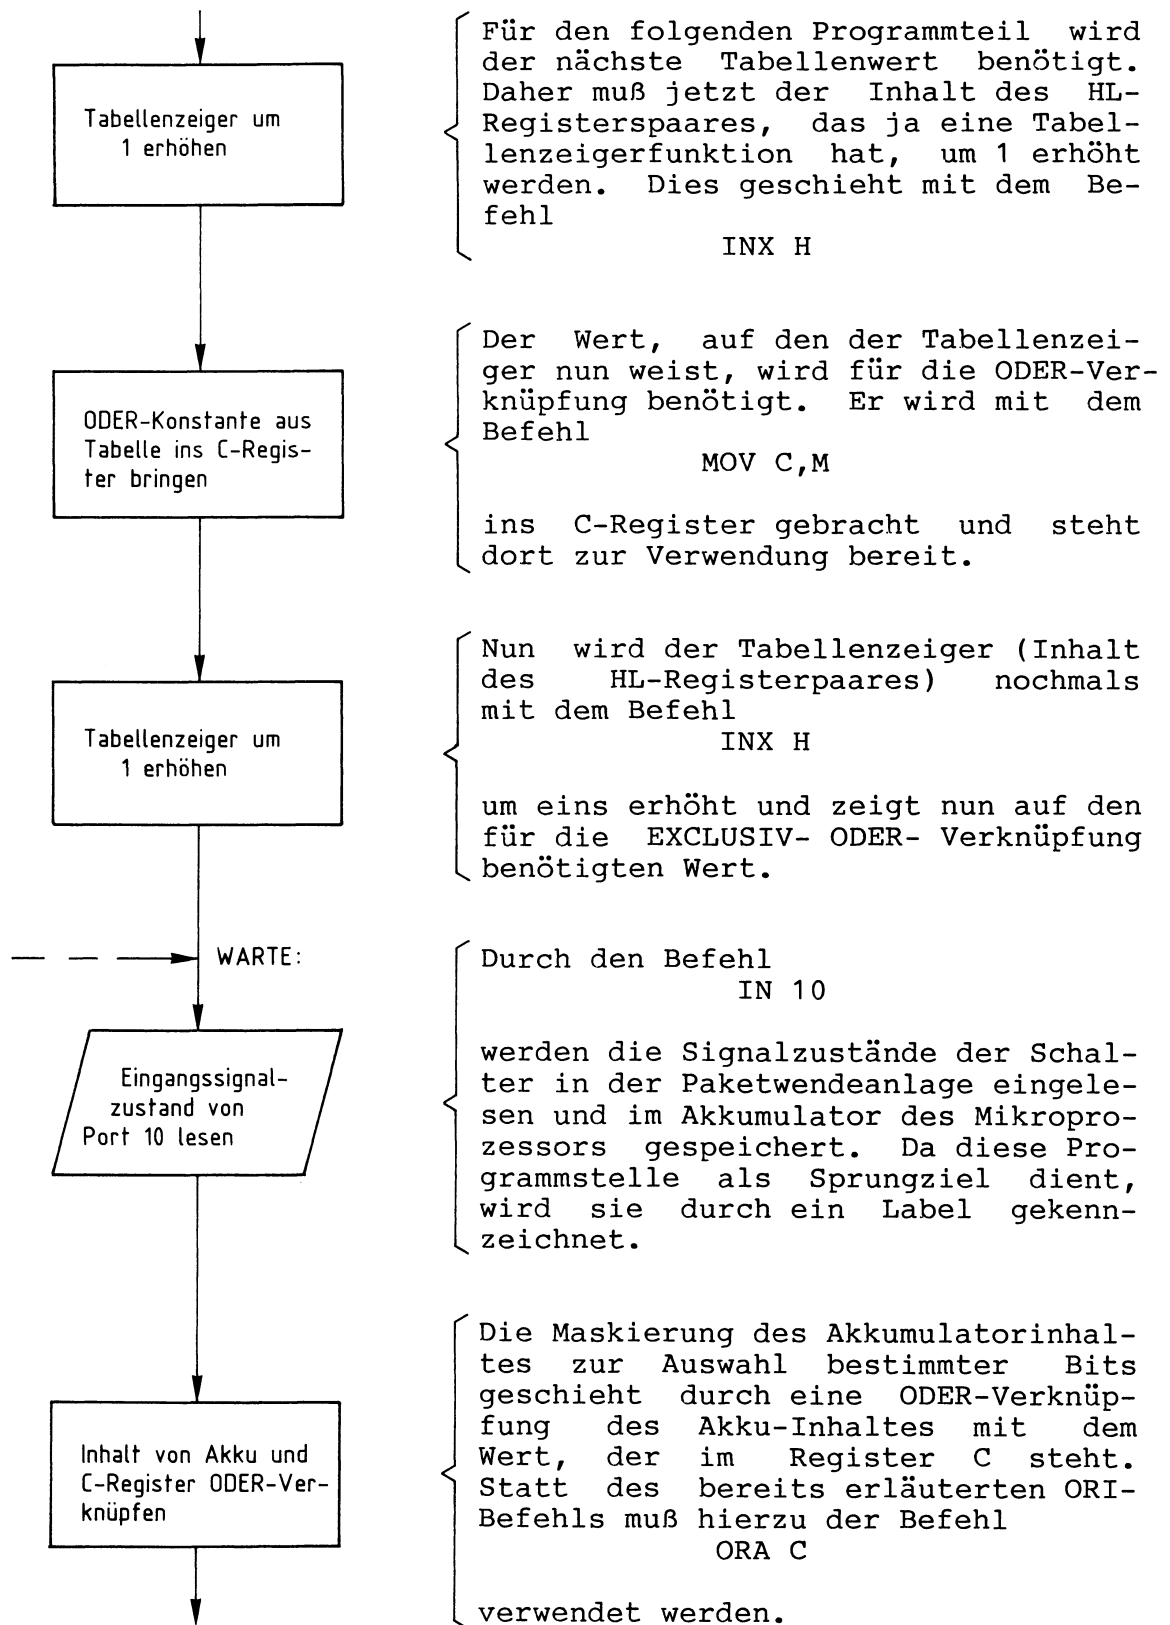 Tabellenzeiger um
1 erhöhen
Für den folgenden Programmteil wird
der nächste Tabellenwert benötigt.
Daher muß jetzt der Inhalt des HL-
Registerspaares, das ja eine Tabel-
lenzeigerfunktion hat, um 1 erhöht
werden. Dies geschieht mit dem Be-
fehl
INX H
ODER-Konstante aus
Tabelle ins C-Regis-
ter bringen
Der Wert, auf den der Tabellenzei-
ger nun weist, wird für die ODER-Ver-
knüpfung benötigt. Er wird mit dem
Befehl
MOV C,M
ins C-Register gebracht und steht
dort zur Verwendung bereit.
Tabellenzeiger um
1 erhöhen
Nun wird der Tabellenzeiger (Inhalt
des HL-Registerpaares) nochmals
mit dem Befehl
INX H
um eins erhöht und zeigt nun auf den
für die EXCLUSIV- ODER- Verknüpfung
benötigten Wert.
WARTE:
Eingangssignal-
zustand von
Port 10 lesen
Durch den Befehl
IN 10
werden die Signalzustände der Schal-
ter in der Paketwendeanlage eingele-
sen und im Akkumulator des Mikropro-
zessors gespeichert. Da diese Pro-
grammstelle als Sprungziel dient,
wird sie durch ein Label gekenn-
zeichnet.
Inhalt von Akku und
C-Register ODER-Ver-
knüpfen
Die Maskierung des Akkumulatorinhal-
tes zur Auswahl bestimmter Bits
geschieht durch eine ODER-Verknüp-
fung des Akku-Inhaltes mit dem
Wert, der im Register C steht.
Statt des bereits erläuterten ORI-
Befehls muß hierzu der Befehl
ORA C
verwendet werden.